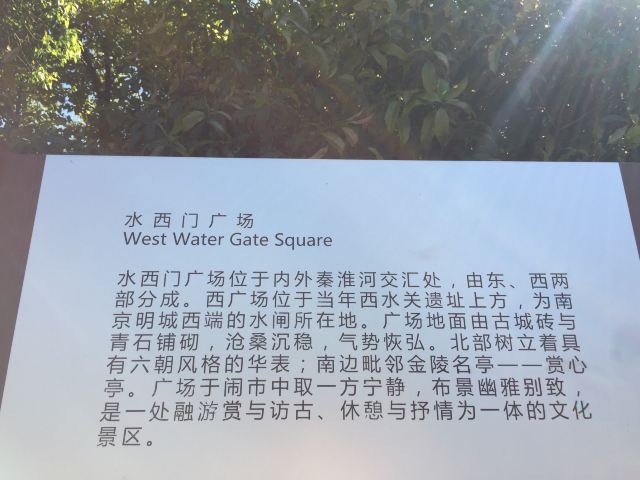 水西门广场
West Water Gate Square
水西门广场位于内外秦淮河交汇处，由东、西两
部分成。西广场位于当年西水关遗址上方，为南
京明城西端的水闸所在地。广场地面由古城砖与
青石铺砌，沧桑沉稳，气势恢弘。北部树立着具
有六朝风格的华表；南边毗邻金陵名亭——赏心
亭。广场于闹市中取一方宁静，布景幽雅别致，
是一处融游赏与访古、休憩与抒情为一体的文化
景区。